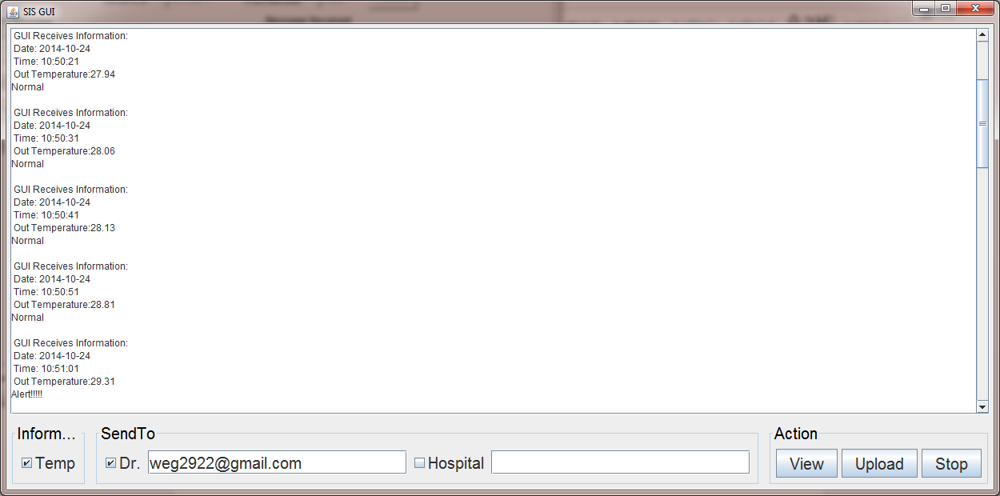 SIS GUI
GUI Receives Information:
Date: 2014-10-24
Time: 10:50:21
Out Temperature:27.94
Normal
GUI Receives Information:
Date: 2014-10-24
Time: 10:50:31
Out Temperature:28.06
Normal
GUI Receives Information:
Date: 2014-10-24
Time: 10:50:41
Out Temperature:28.13
Normal
GUI Receives Information:
Date: 2014-10-24
Time: 10:50:51
Out Temperature:28.81
Normal
GUI Receives Information:
Date: 2014-10-24
Time: 10:51:01
Out Temperature:29.31
Alert!!!!!
Inform... SendTo Action
Temp Dr. weg2922@gmail.com Hospital View Upload Stop